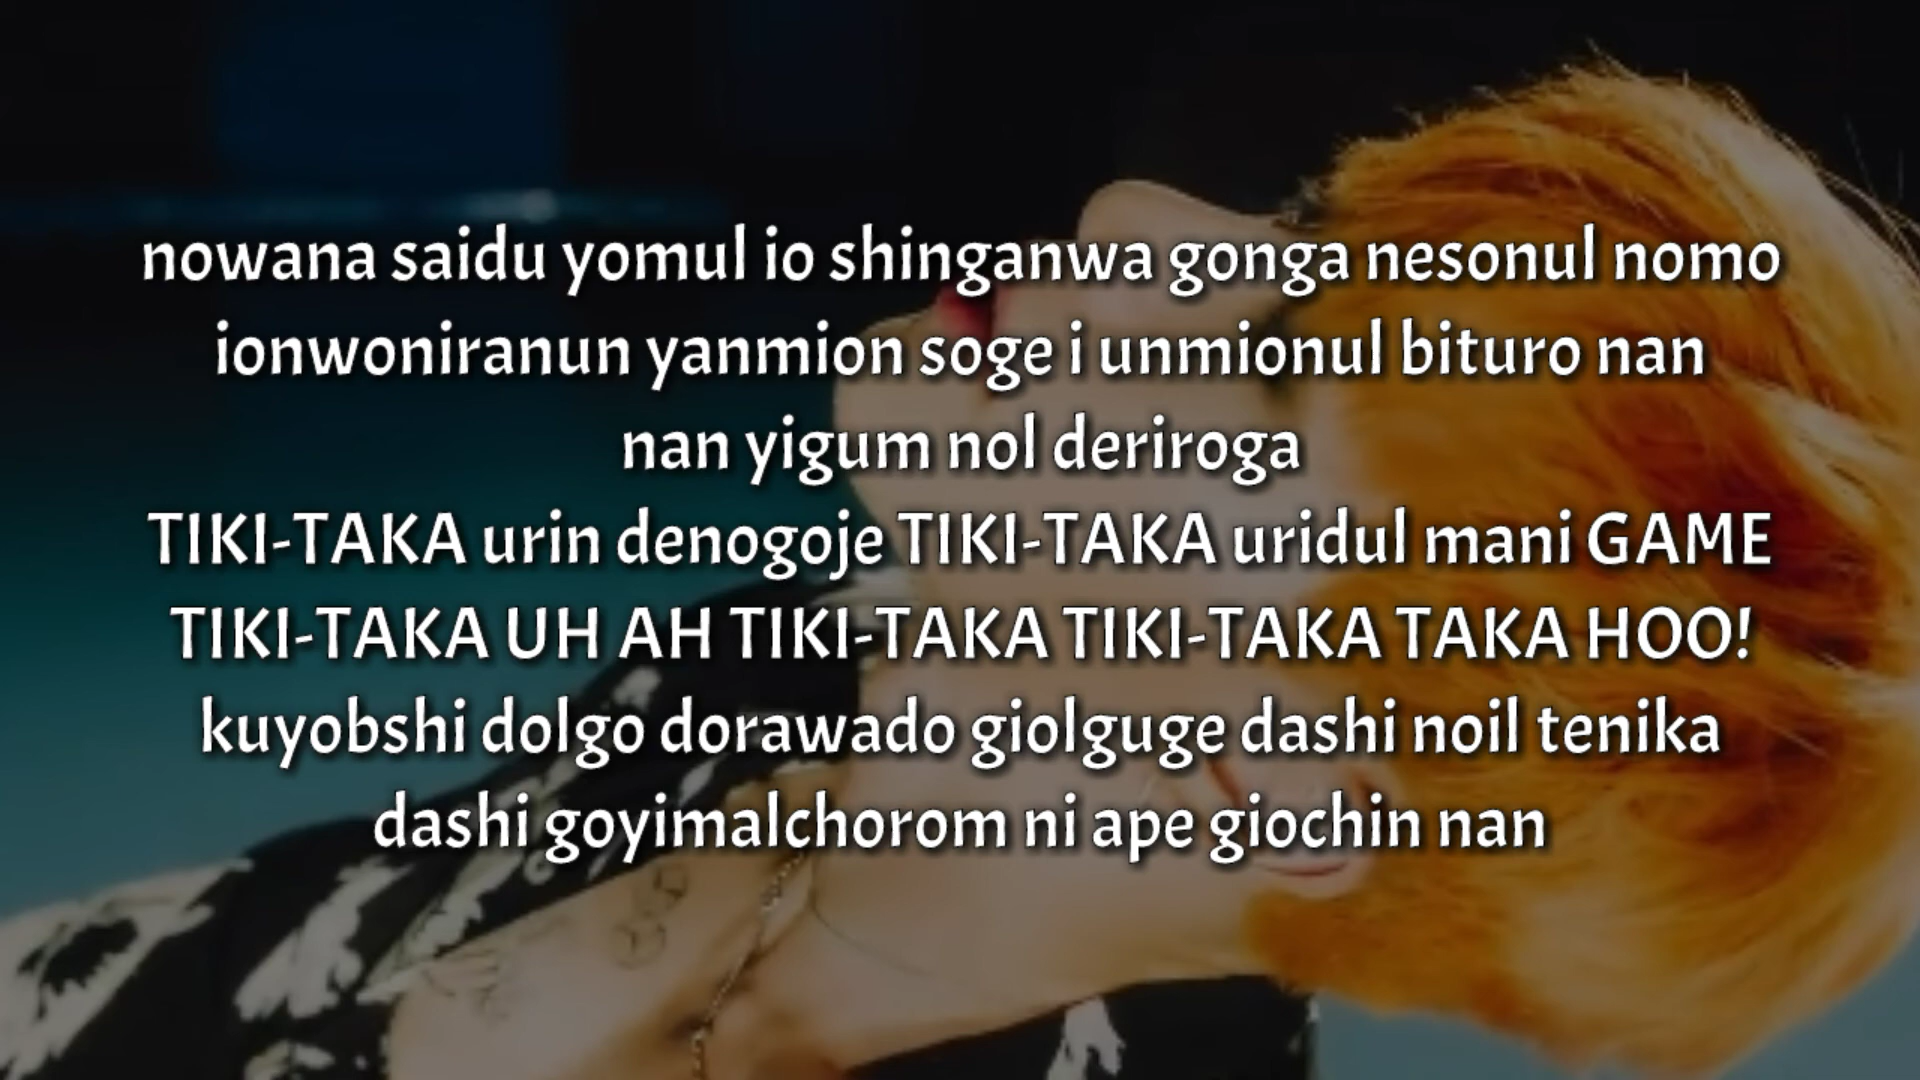 nowana saidu yomul io shinganwa gonga nesonul nomo
ionwoniranun yanmion soge i unmionul bituro nan
nan yigum nol deriroga
TIKI-TAKA urin denogoje TIKI-TAKA uridul mani GAME
TIKI-TAKA UH AH TIKI-TAKA TIKI-TAKA TAKA HOO!
kuyobshi dolgo dorawado giolguge dashi noil tenika
dashi goyimalchorom ni ape giochin nan